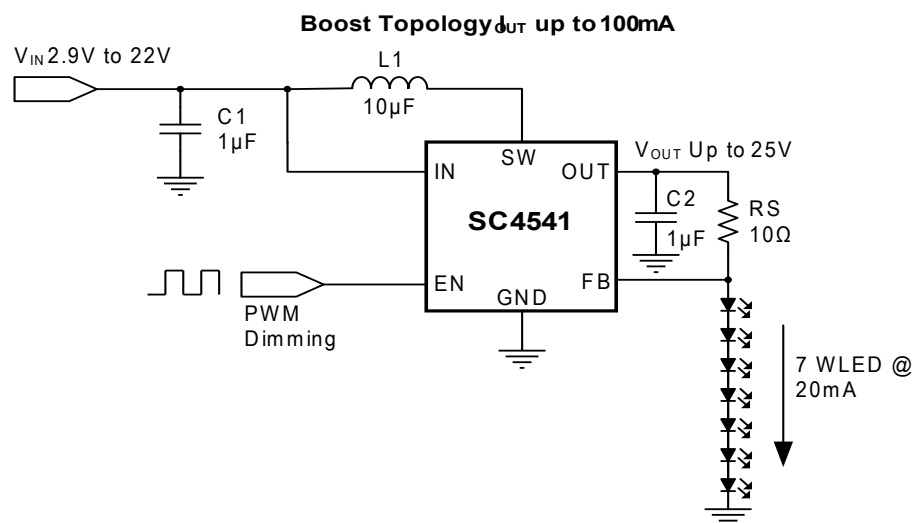 Boost Topology IOUT up to 100mA
VIN 2.9V to 22V
L1
10µF
C1
1µF
SW
VOUT Up to 25V
IN
OUT
SC4541
C2
1µF
RS
10Ω
EN
FB
GND
PWM
Dimming
7 WLED @
20mA